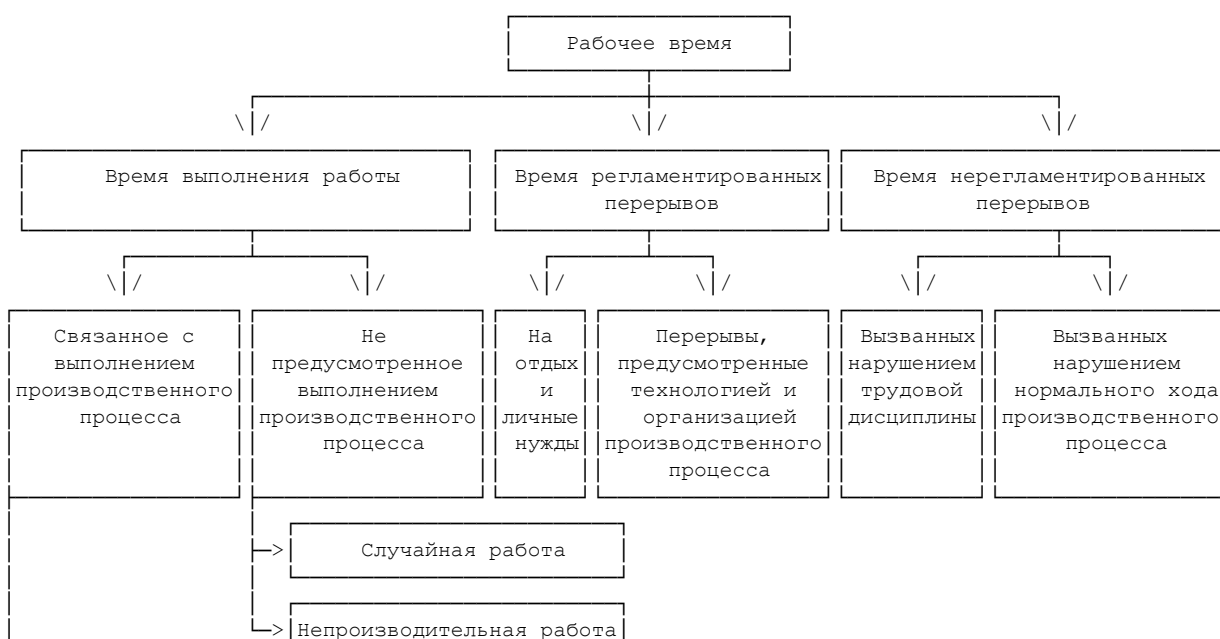 Рабочее время
Время выполнения работы
Время регламентированных
перерывов
Время нерегламентированных
перерывов
Связанное с
выполнением
производственного
процесса
Не
предусмотренное
выполнением
производственного
процесса
На
отдых
и
личные
нужды
Перерывы,
предусмотренные
технологией и
организацией
производственного
процесса
Вызванных
нарушением
трудовой
дисциплины
Вызванных
нарушением
нормального хода
производственного
процесса
Случайная работа
Непроизводительная работа